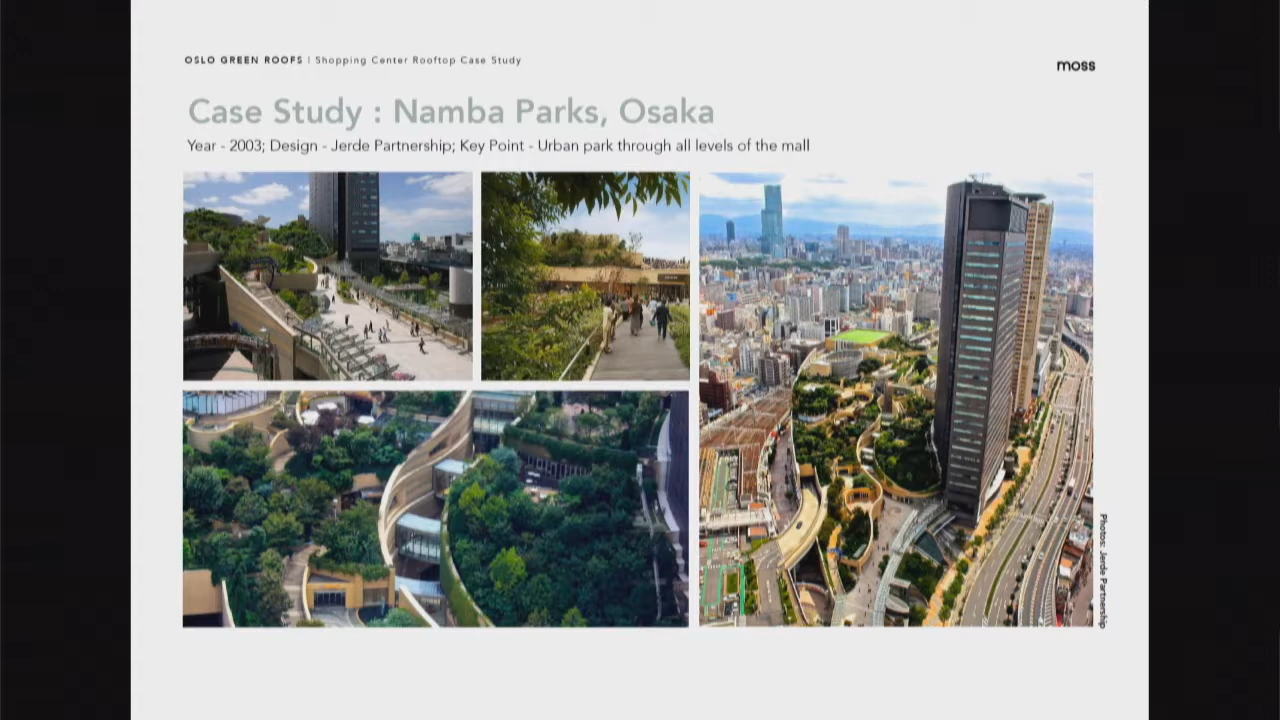 OSLO GREEN ROOFS | Shopping Center Rooftop Case Study
moss
Case Study : Namba Parks, Osaka
Year - 2003; Design - Jerde Partnership; Key Point - Urban park through all levels of the mall
Photos: Jerde Partnership